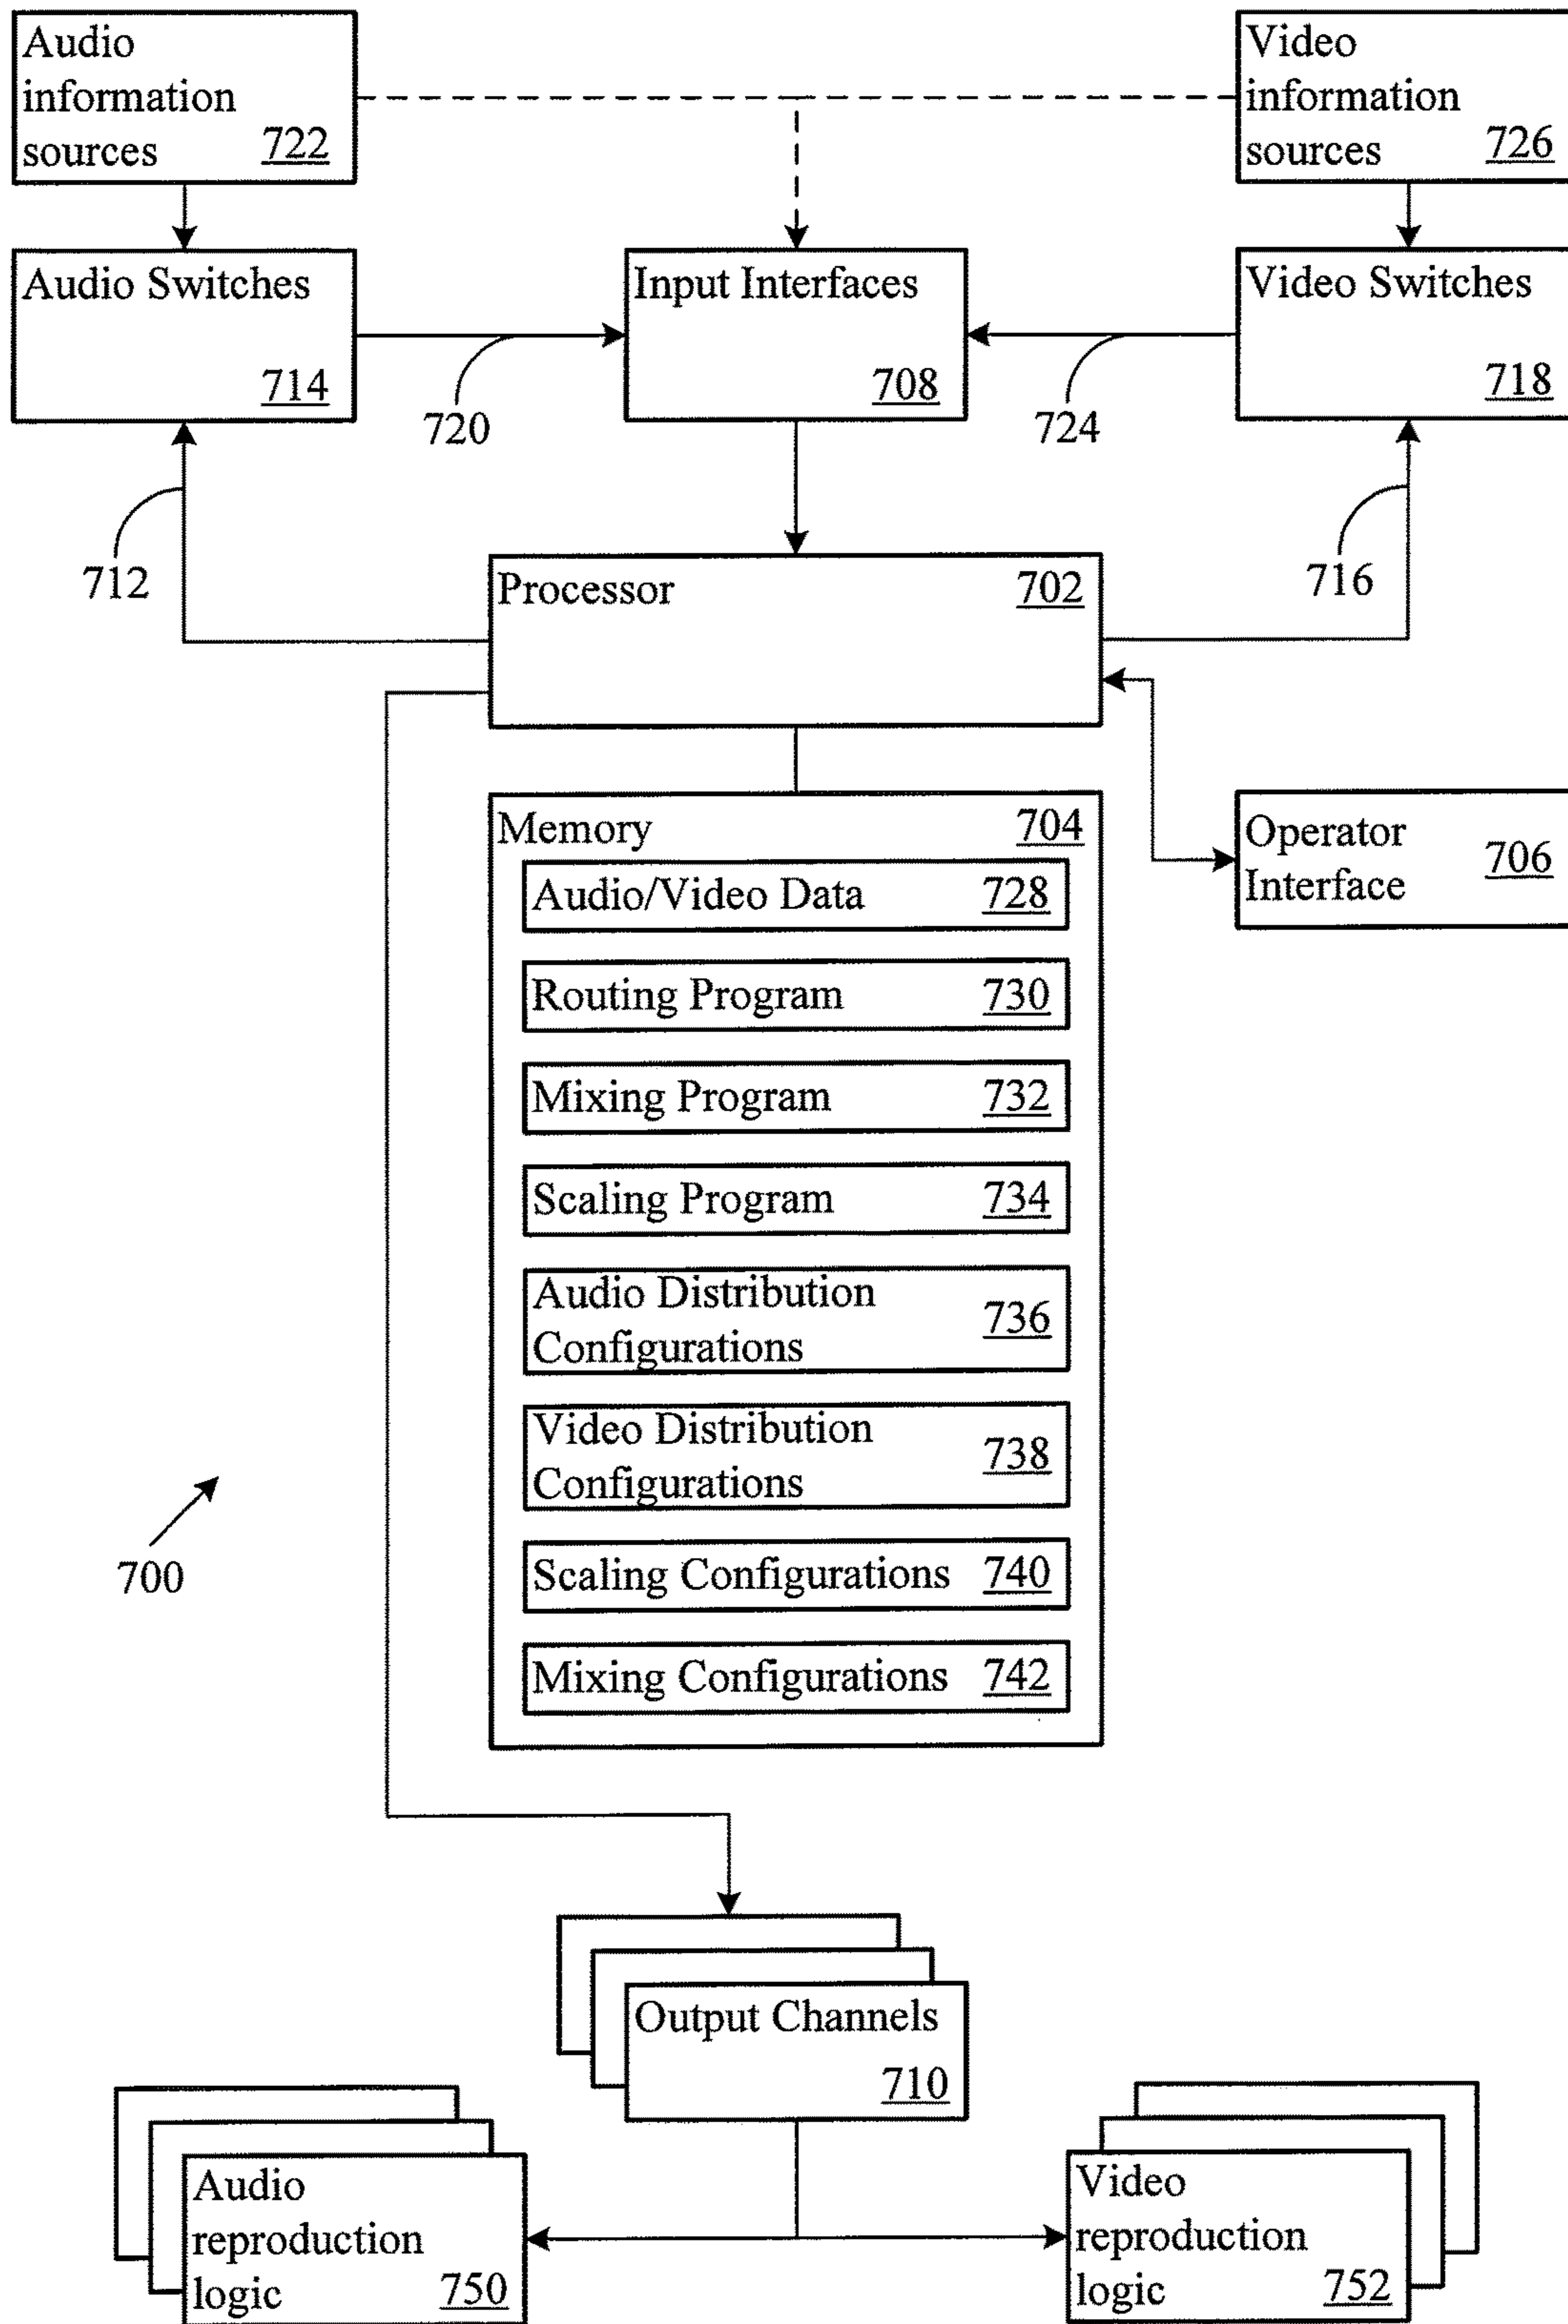 Audio
information
sources 722
Video
information
sources 726
Audio Switches
714
Input Interfaces
708
Video Switches
718
720
724
712
716
Processor 702
Memory 704
Operator
Interface 706
Audio/Video Data 728
Routing Program 730
Mixing Program 732
Scaling Program 734
Audio Distribution
Configurations 736
Video Distribution
Configurations 738
Scaling Configurations 740
Mixing Configurations 742
700
Output Channels
710
Audio
reproduction
logic 750
Video
reproduction
logic 752